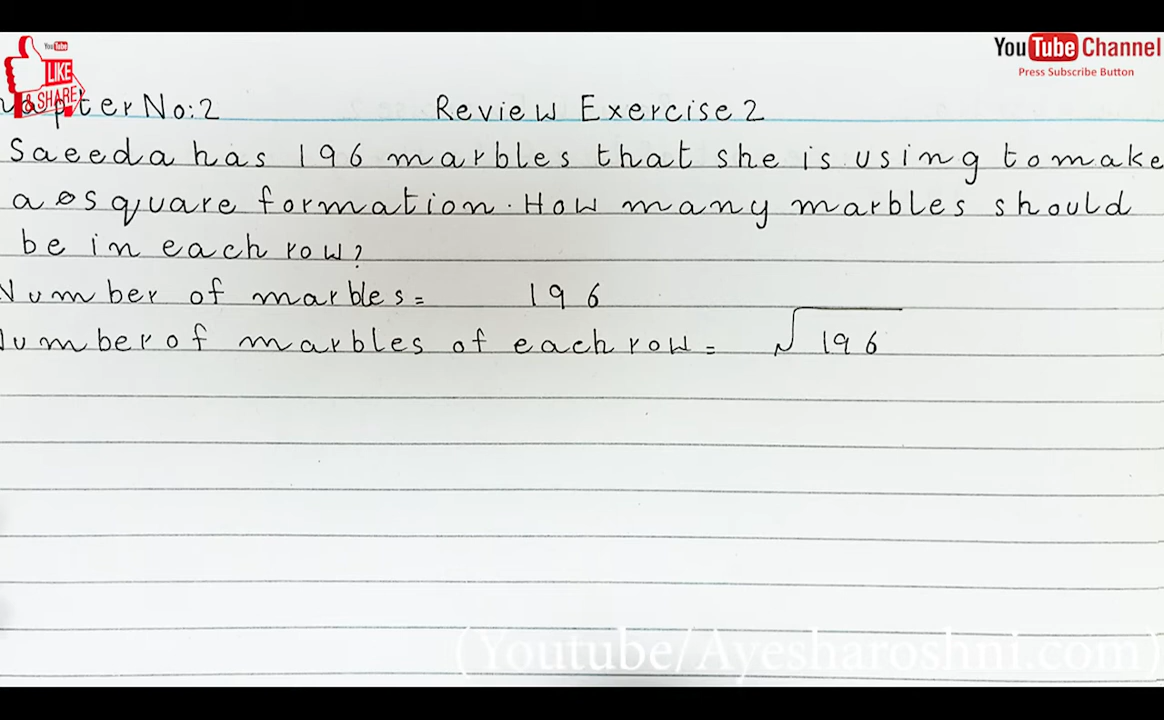 YouTube
LIKE
& SHARE
YouTube Channel
Press Subscribe Button
apter No:2 Review Exercise 2
Saeeda has 196 marbles that she is using to make
a square formation. How many marbles should
be in each row?
Number of marbles = 196
Number of marbles of each row = √196
(Youtube/Ayesharoshni.com)